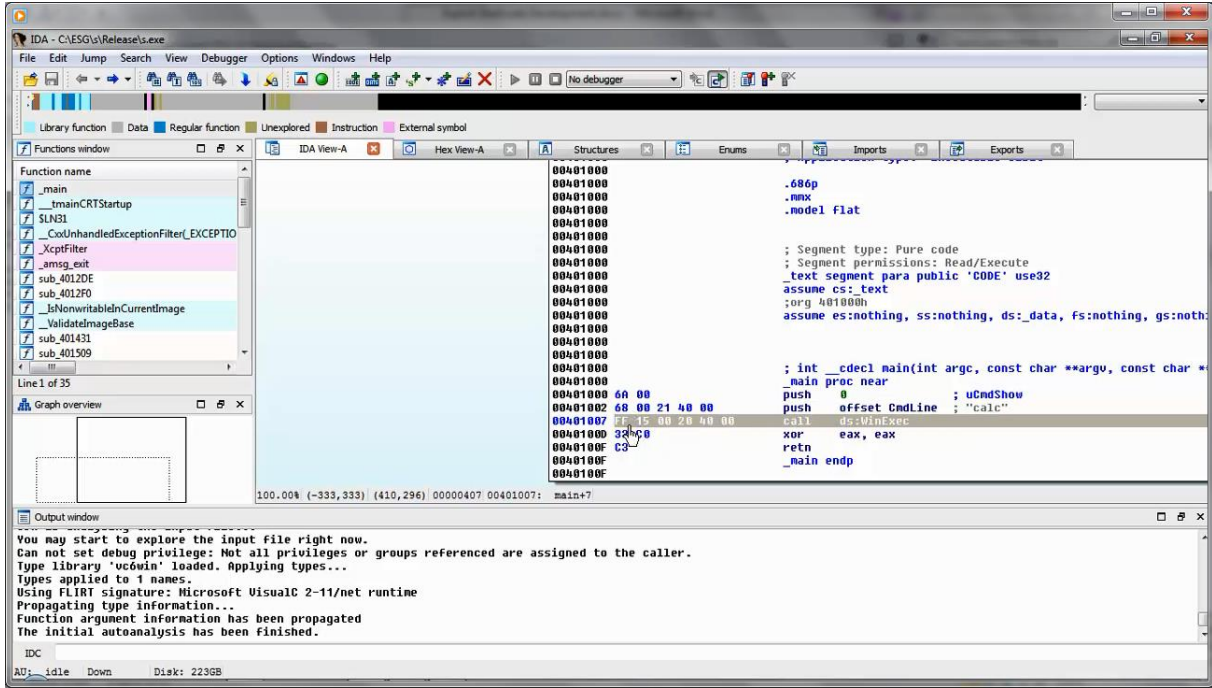 IDA - C:\ESG\s\Release\s.exe
File Edit Jump Search View Debugger Options Windows Help
No debugger
Library function Data Regular function Unexplored Instruction External symbol
Functions window
IDA View-A Hex View-A Structures Enums Imports Exports
Function name
_main
__tmainCRTStartup
$LN31
__CxxUnhandledExceptionFilter(_EXCEPTIO
_XcptFilter
_amsg_exit
sub_4012DE
sub_4012F0
__IsNonwritableInCurrentImage
__ValidateImageBase
sub_401431
sub_401509
Line 1 of 35
Graph overview
00401000
00401000 .686p
00401000 .mmx
00401000 .model flat
00401000
00401000
00401000 ; Segment type: Pure code
00401000 ; Segment permissions: Read/Execute
00401000 _text segment para public 'CODE' use32
00401000 assume cs:_text
00401000 ;org 401000h
00401000 assume es:nothing, ss:nothing, ds:_data, fs:nothing, gs:noth
00401000
00401000
00401000
00401000 ; int __cdecl main(int argc, const char **argv, const char *
00401000 _main proc near
00401000 6A 00 push 0 ; uCmdShow
00401002 68 00 21 40 00 push offset CmdLine ; "calc"
00401007 FF 15 00 20 40 00 call ds:WinExec
0040100D 33 C0 xor eax, eax
0040100F C3 retn
0040100F _main endp
0040100F
100.00% (-333,333) (410,296) 00000407 00401007: main+7
Output window
You may start to explore the input file right now.
Can not set debug privilege: Not all privileges or groups referenced are assigned to the caller.
Type library 'vc6win' loaded. Applying types...
Types applied to 1 names.
Using FLIRT signature: Microsoft VisualC 2-11/net runtime
Propagating type information...
Function argument information has been propagated
The initial autoanalysis has been finished.
IDC
AU: idle Down Disk: 223GB